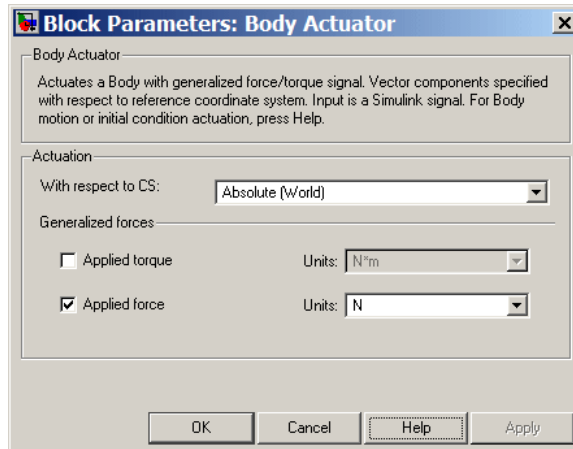 Block Parameters: Body Actuator
Body Actuator
Actuates a Body with generalized force/torque signal. Vector components specified
with respect to reference coordinate system. Input is a Simulink signal. For Body
motion or initial condition actuation, press Help.
Actuation
With respect to CS: Absolute (World)
Generalized forces
Applied torque Units: N*m
Applied force Units: N
OK Cancel Help Apply